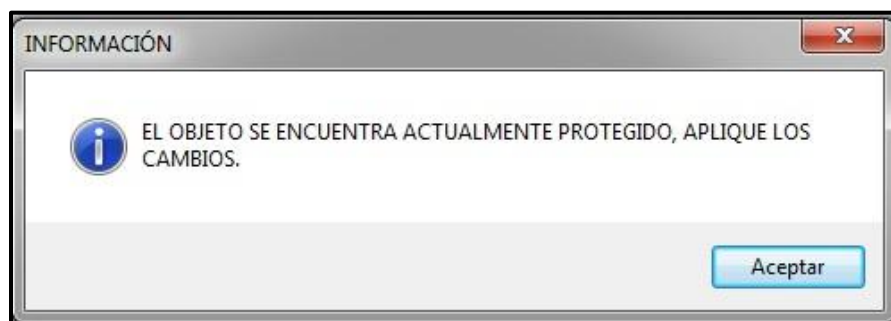 INFORMACIÓN
EL OBJETO SE ENCUENTRA ACTUALMENTE PROTEGIDO, APLIQUE LOS
CAMBIOS.
Aceptar